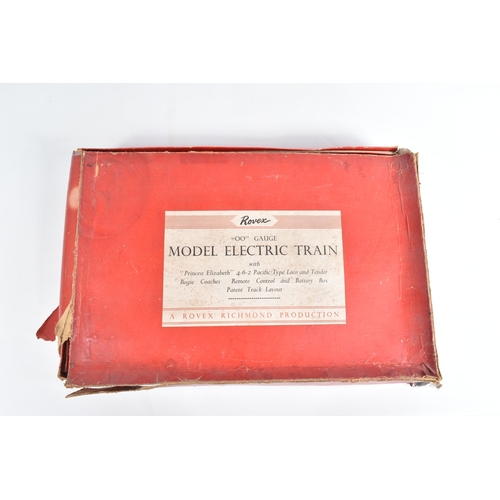 Rovex
"OO" GAUGE
MODEL ELECTRIC TRAIN
with
"Princess Elizabeth" 4-6-2 Pacific Type Loco and Tender
Bogie Coaches Remote Control and Battery Box
Patent Track Layout
A ROVEX RICHMOND PRODUCTION